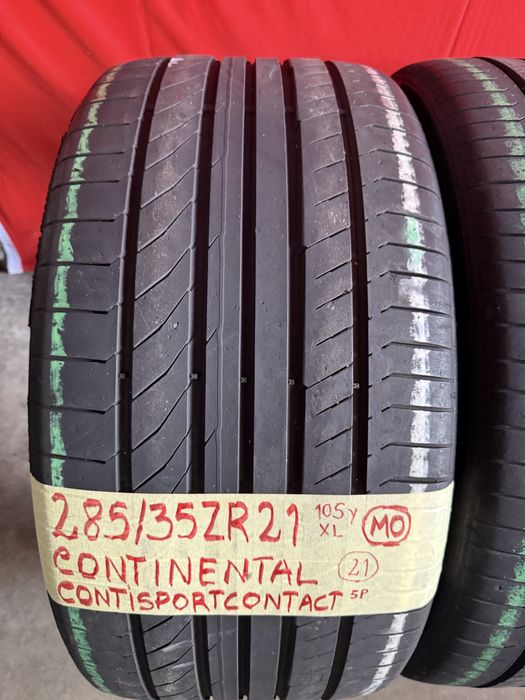 285/35ZR21 105Y XL MO
CONTINENTAL 21
CONTISPORTCONTACT 5P